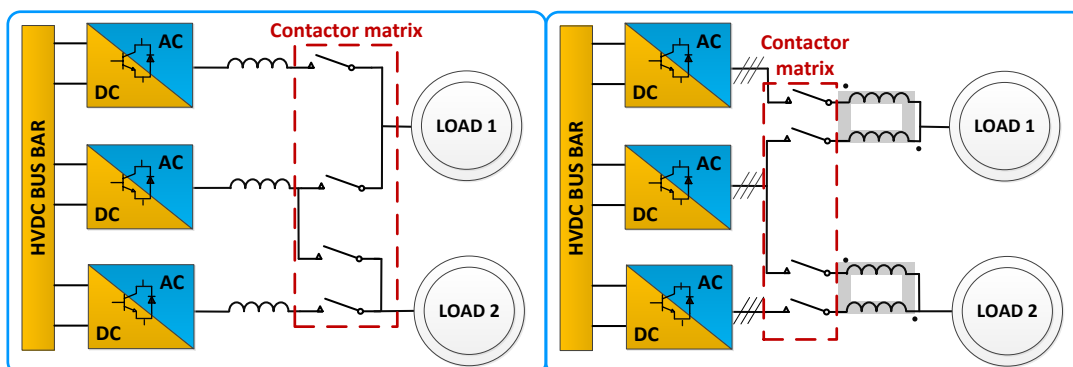 Contactor matrix
HVDC BUS BAR
AC
DC
AC
DC
AC
DC
LOAD 1
LOAD 2
Contactor
matrix
HVDC BUS BAR
AC
DC
AC
DC
AC
DC
LOAD 1
LOAD 2